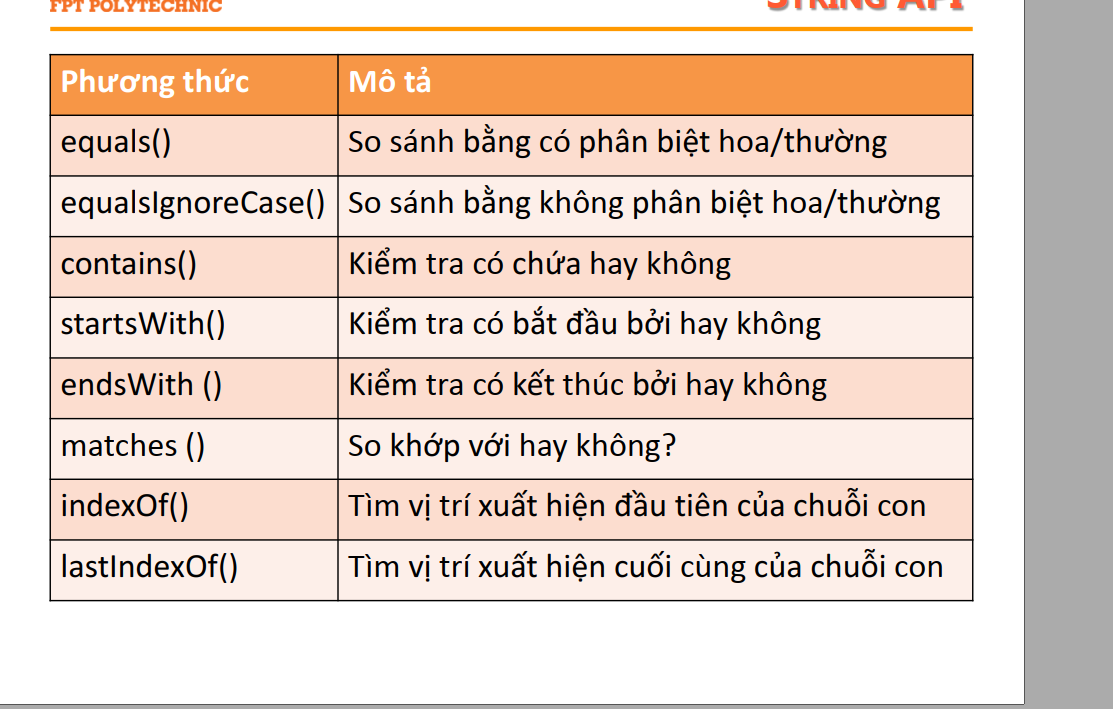 FPT POLYTECHNIC
STRING API
Phương thức
Mô tả
equals()
So sánh bằng có phân biệt hoa/thường
equalsIgnoreCase()
So sánh bằng không phân biệt hoa/thường
contains()
Kiểm tra có chứa hay không
startsWith()
Kiểm tra có bắt đầu bởi hay không
endsWith ()
Kiểm tra có kết thúc bởi hay không
matches ()
So khớp với hay không?
indexOf()
Tìm vị trí xuất hiện đầu tiên của chuỗi con
lastIndexOf()
Tìm vị trí xuất hiện cuối cùng của chuỗi con